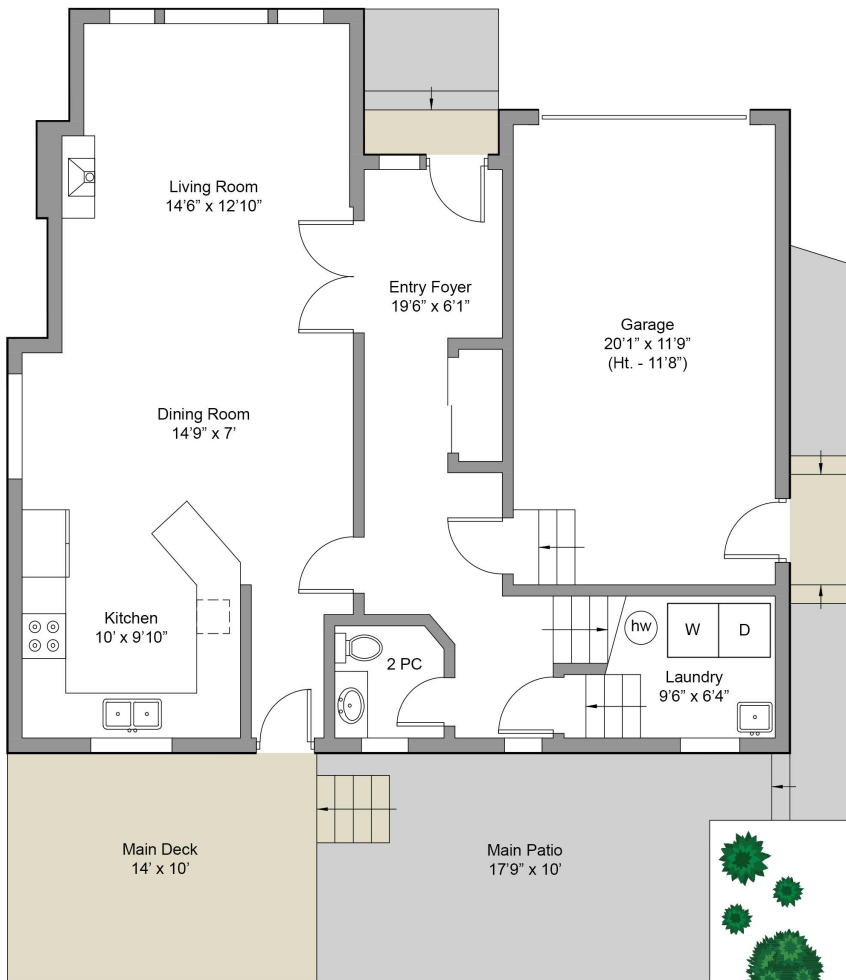 Living Room
14'6” x 12'10”
Entry Foyer
19'6” x 6'1”
Garage
20'1” x 11'9”
(Ht. - 11'8”)
Dining Room
14'9” x 7'
Kitchen
10' x 9'10”
2 PC
hw
W
D
Laundry
9'6” x 6'4”
Main Deck
14' x 10'
Main Patio
17'9” x 10'